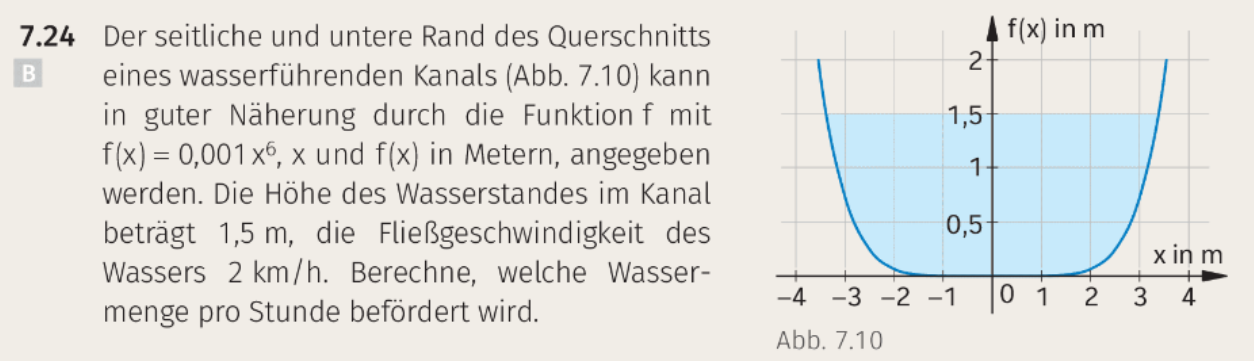 7.24 Der seitliche und untere Rand des Querschnitts
B eines wasserführenden Kanals (Abb. 7.10) kann
in guter Näherung durch die Funktion f mit
f(x) = 0,001 x⁶, x und f(x) in Metern, angegeben
werden. Die Höhe des Wasserstandes im Kanal
beträgt 1,5 m, die Fließgeschwindigkeit des
Wassers 2 km/h. Berechne, welche Wasser-
menge pro Stunde befördert wird.
f(x) in m
2
1,5
1
0,5
x in m
–4 –3 –2 –1 0 1 2 3 4
Abb. 7.10